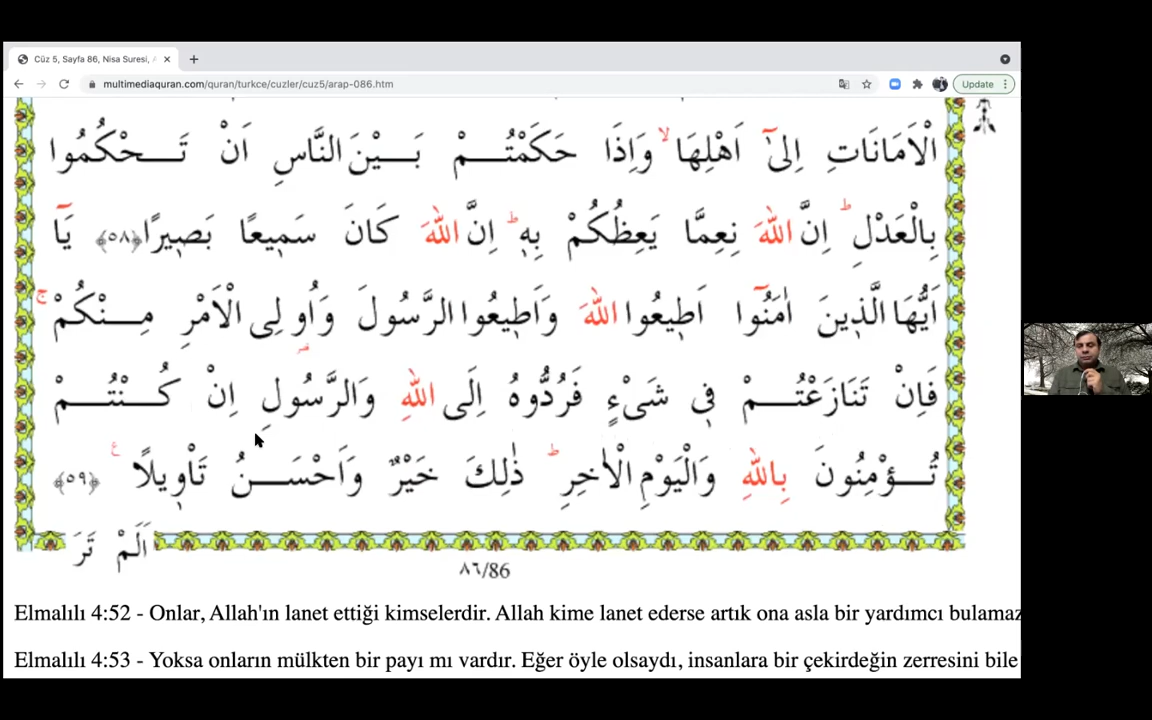 Cüz 5, Sayfa 86, Nisa Suresi,
multimediaquran.com/quran/turkce/cuzler/cuz5/arap-086.htm
Update
الْاَمَانَاتِ اِلٰٓى اَهْلِهَاۙ وَاِذَا حَكَمْتُمْ بَيْنَ النَّاسِ اَنْ تَحْكُمُوا
بِالْعَدْلِۜ اِنَّ اللّٰهَ نِعِمَّا يَعِظُكُمْ بِه۪ۜ اِنَّ اللّٰهَ كَانَ سَم۪يعًا بَص۪يرًا ﴿٥٨﴾ يَٓا
اَيُّهَا الَّذ۪ينَ اٰمَنُٓوا اَط۪يعُوا اللّٰهَ وَاَط۪يعُوا الرَّسُولَ وَاُو۬لِى الْاَمْرِ مِنْكُمْۚ
فَاِنْ تَنَازَعْتُمْ ف۪ى شَىْءٍ فَرُدُّوهُ اِلَى اللّٰهِ وَالرَّسُولِ اِنْ كُنْتُمْ
تُؤْمِنُونَ بِاللّٰهِ وَالْيَوْمِ الْاٰخِرِۜ ذٰلِكَ خَيْرٌ وَاَحْسَنُ تَاْو۪يلًا۟ ﴿٥٩﴾
اَلَمْ تَرَ
٨٦/86
Elmalılı 4:52 - Onlar, Allah'ın lanet ettiği kimselerdir. Allah kime lanet ederse artık ona asla bir yardımcı bulamaz
Elmalılı 4:53 - Yoksa onların mülkten bir payı mı vardır. Eğer öyle olsaydı, insanlara bir çekirdeğin zerresini bile